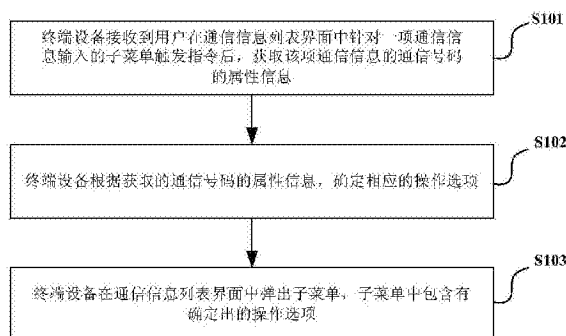 S101
终端设备接收到用户在通信信息列表界面中针对一项通信信
息输入的子菜单触发指令后，获取该项通信信息的通信号码
的属性信息
S102
终端设备根据获取的通信号码的属性信息，确定相应的操作选项
S103
终端设备在通信信息列表界面中弹出子菜单，子菜单中包含有
确定出的操作选项